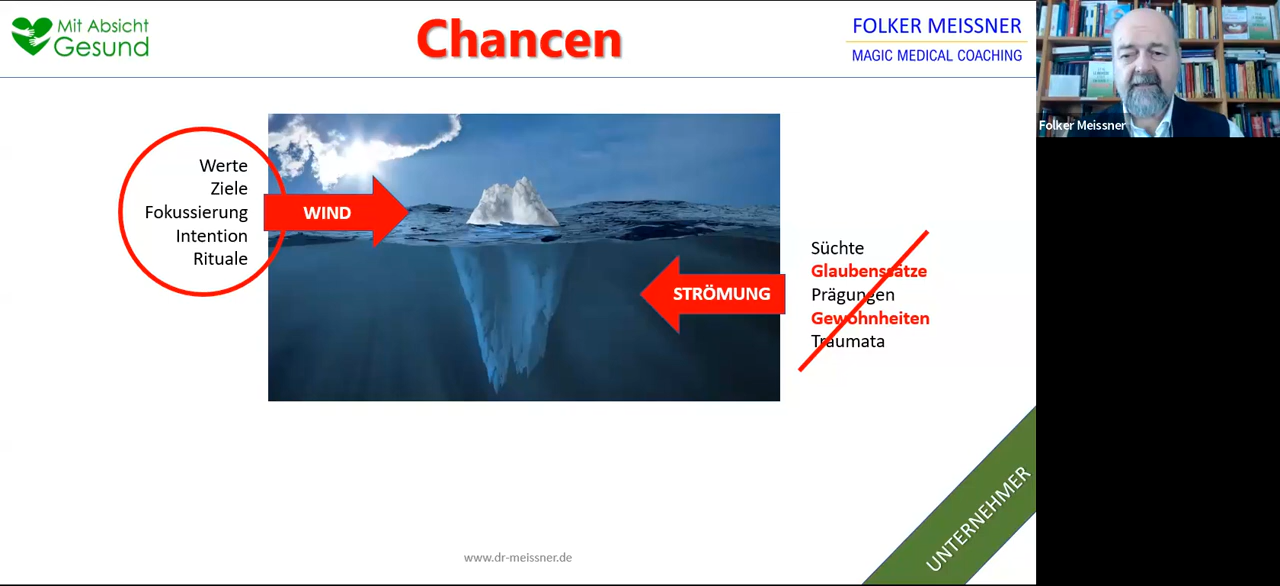 Mit Absicht
Gesund
Chancen
FOLKER MEISSNER
MAGIC MEDICAL COACHING
Folker Meissner
Werte
Ziele
Fokussierung
Intention
Rituale
WIND
STRÖMUNG
Süchte
Glaubenssätze
Prägungen
Gewohnheiten
Traumata
UNTERNEHMER
www.dr-meissner.de